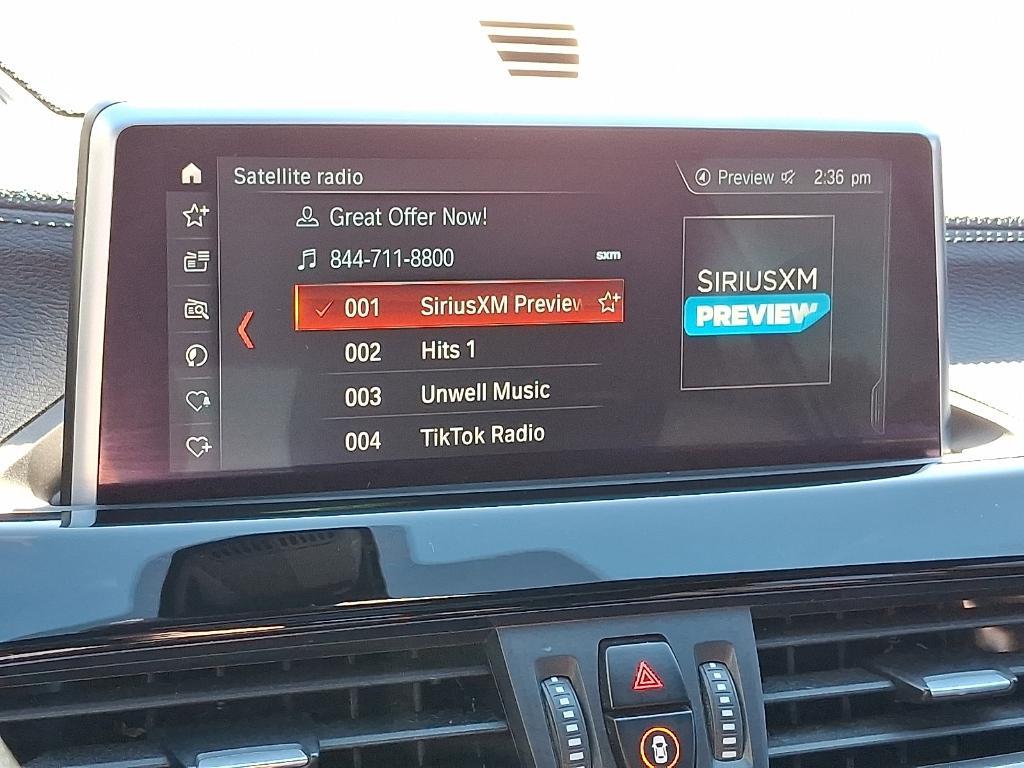 Satellite radio
Preview 2:36 pm
Great Offer Now!
844-711-8800 sxm
001 SiriusXM Preview
002 Hits 1
003 Unwell Music
004 TikTok Radio
SIRIUSXM
PREVIEW